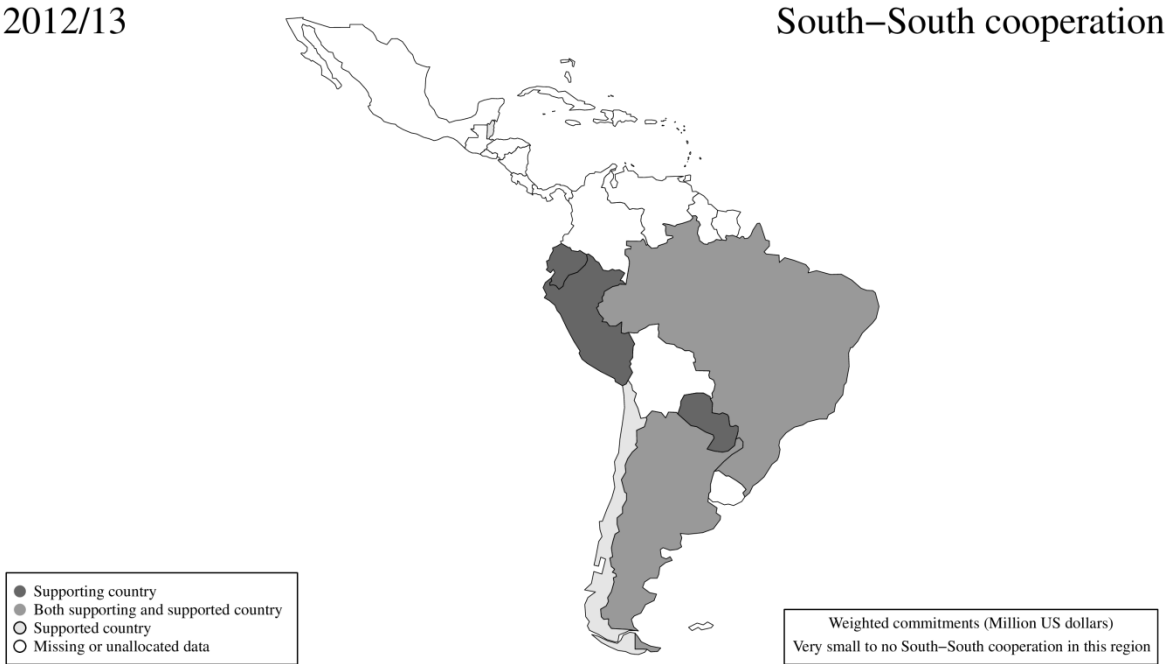 2012/13
South−South cooperation
Supporting country
Both supporting and supported country
Supported country
Missing or unallocated data
Weighted commitments (Million US dollars)
Very small to no South−South cooperation in this region